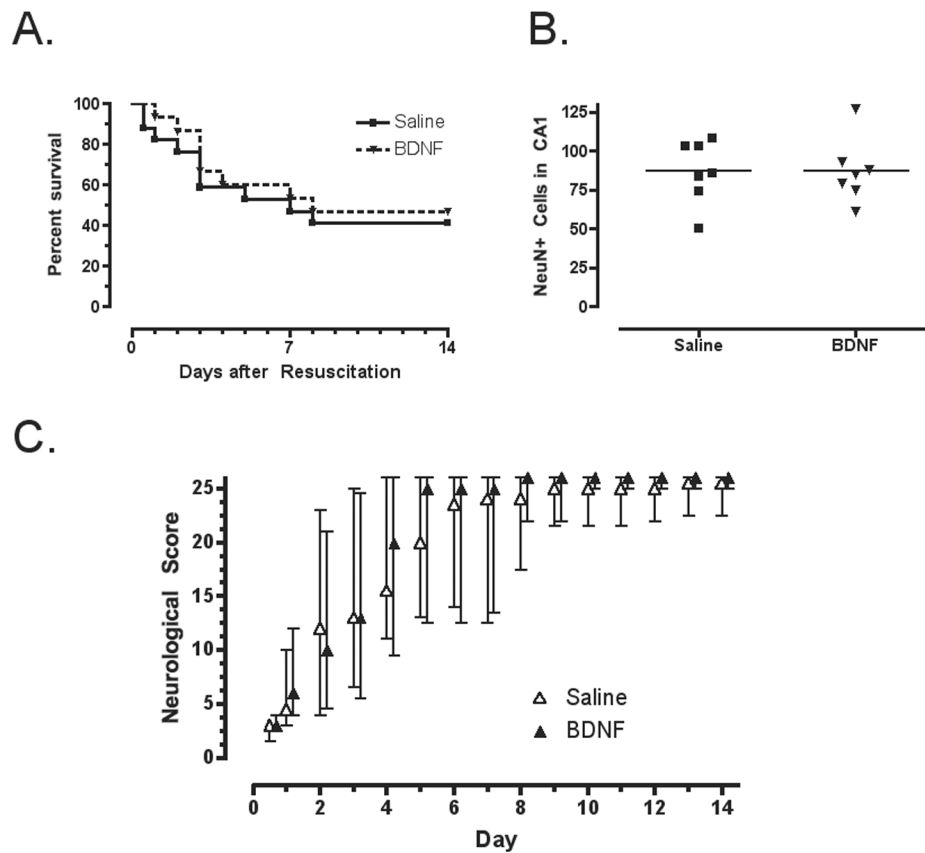 A.
100
80
60
40
20
0
Percent survival
Saline
BDNF
0 7 14
Days after Resuscitation
B.
125
100
75
50
25
0
NeuN+ Cells in CA1
Saline BDNF
C.
25
20
15
10
5
0
Neurological Score
Saline
BDNF
0 2 4 6 8 10 12 14
Day